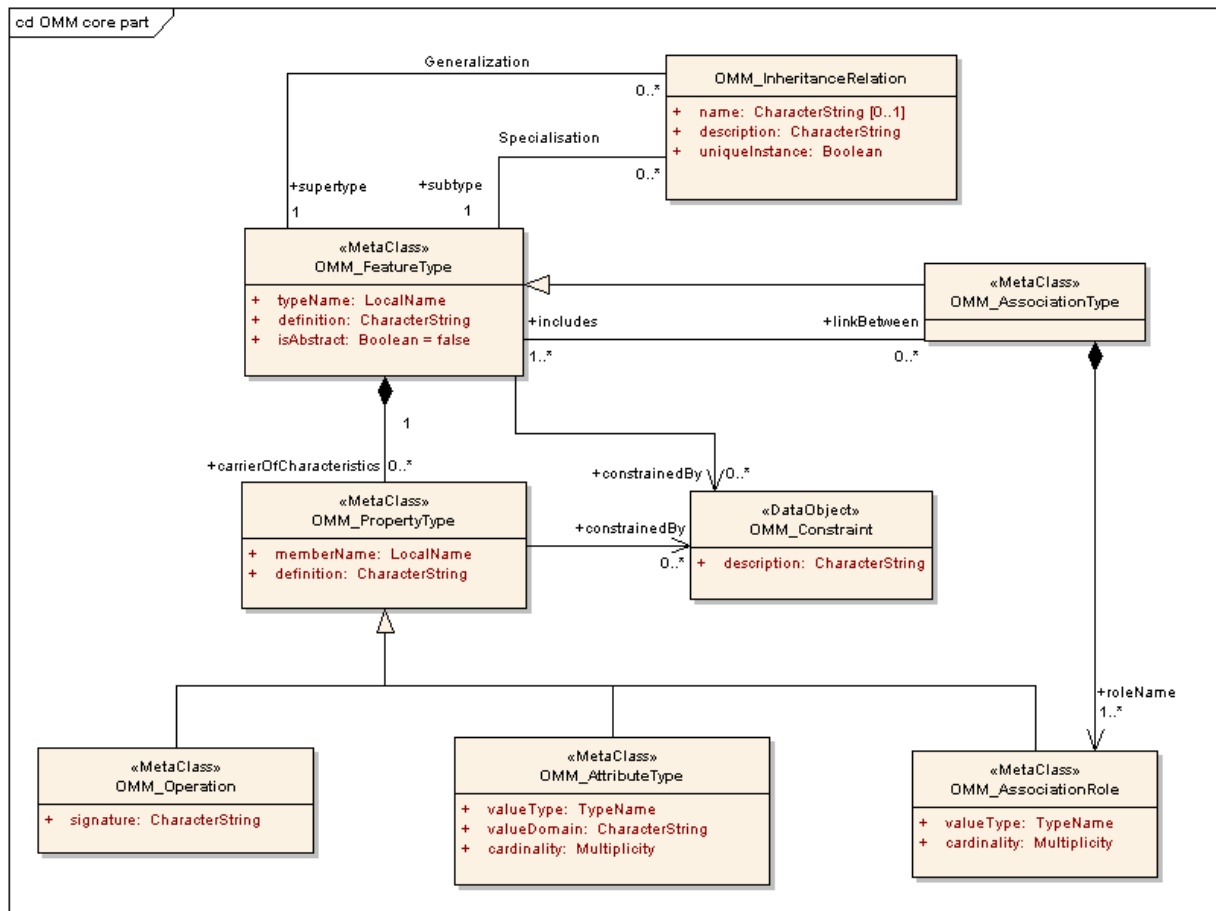 cd OMM core part
Generalization
0..*
OMM_InheritanceRelation
+ name: CharacterString [0..1]
+ description: CharacterString
+ uniqueInstance: Boolean
Specialisation
0..*
+supertype
1
+subtype
1
«MetaClass»
OMM_FeatureType
+ typeName: LocalName
+ definition: CharacterString
+ isAbstract: Boolean = false
«MetaClass»
OMM_AssociationType
+includes
1..*
+linkBetween
0..*
1
+carrierOfCharacteristics 0..*
+constrainedBy 0..*
«MetaClass»
OMM_PropertyType
+ memberName: LocalName
+ definition: CharacterString
+constrainedBy
0..*
«DataObject»
OMM_Constraint
+ description: CharacterString
+roleName
1..*
«MetaClass»
OMM_Operation
+ signature: CharacterString
«MetaClass»
OMM_AttributeType
+ valueType: TypeName
+ valueDomain: CharacterString
+ cardinality: Multiplicity
«MetaClass»
OMM_AssociationRole
+ valueType: TypeName
+ cardinality: Multiplicity